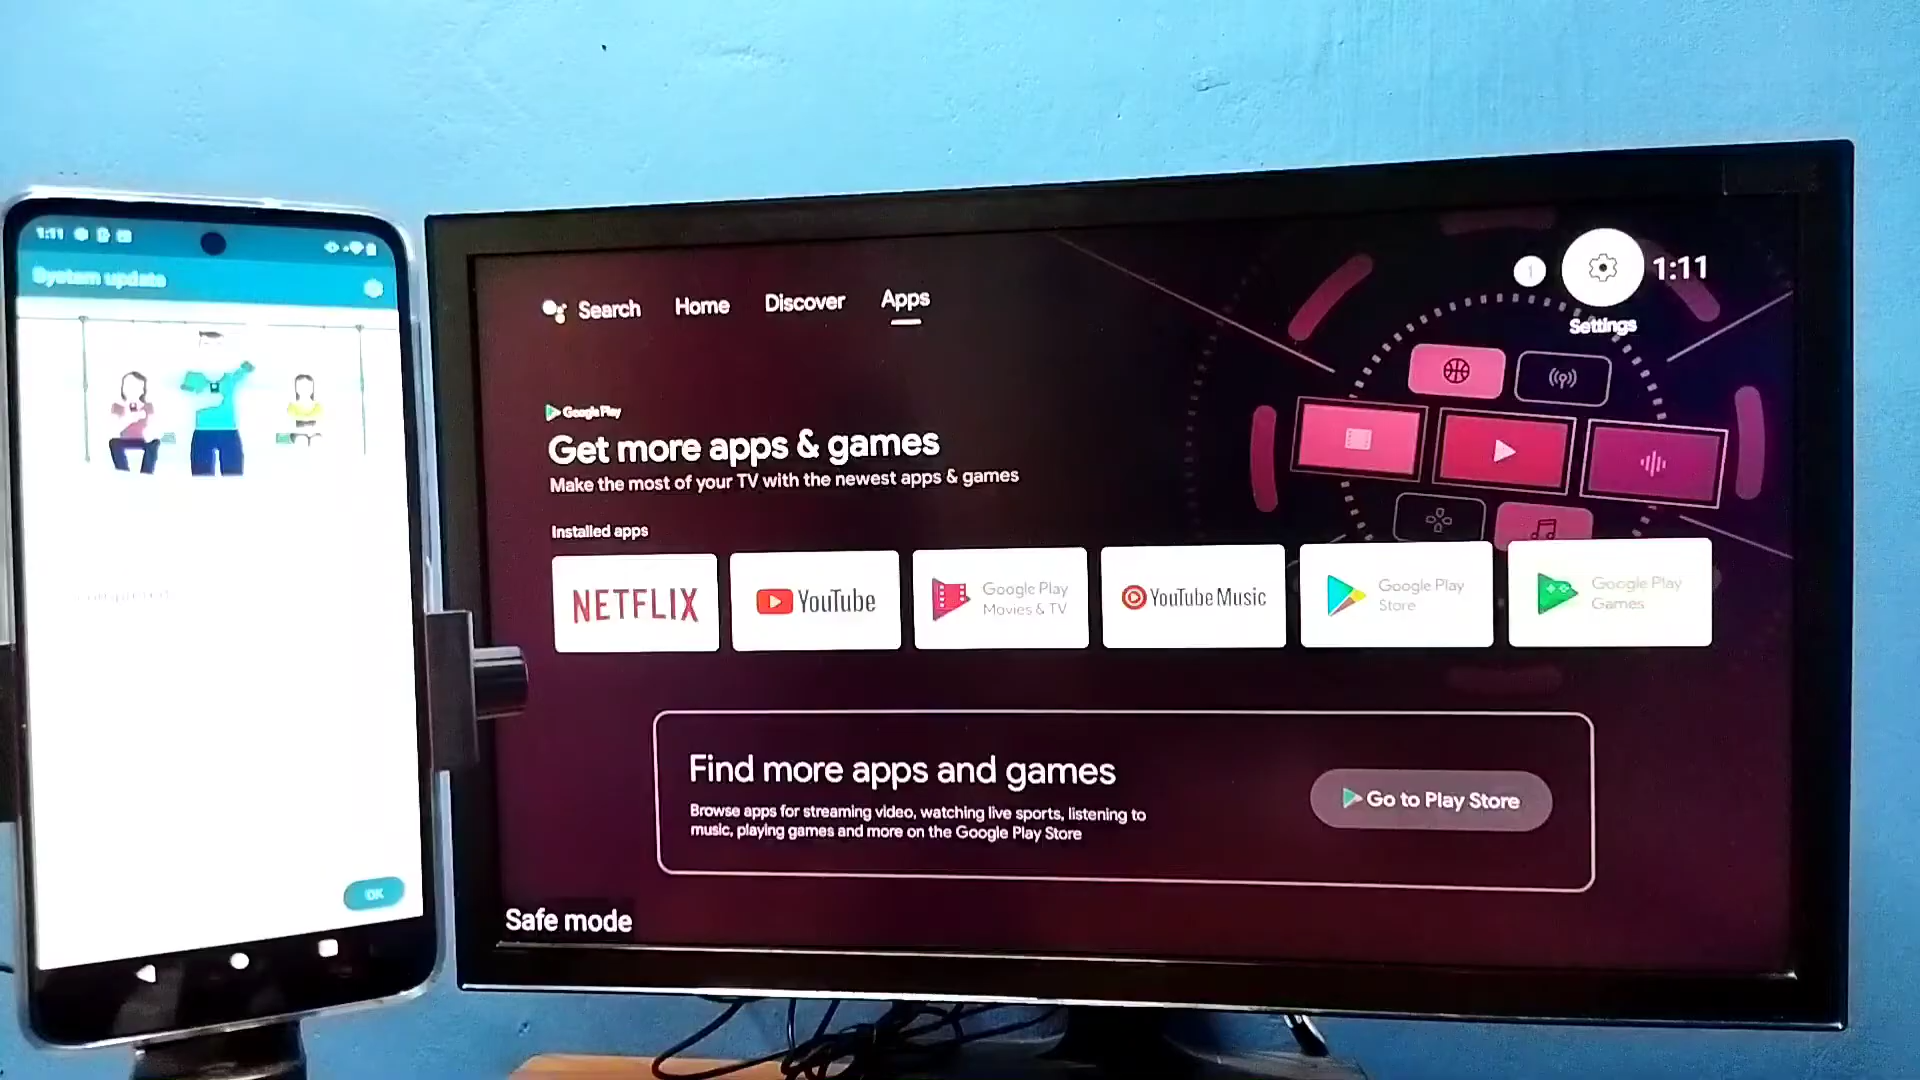 1:11
System update
OK
Search Home Discover Apps
1
1:11
Settings
Google Play
Get more apps & games
Make the most of your TV with the newest apps & games
Installed apps
NETFLIX
YouTube
Google Play
Movies & TV
YouTube Music
Google Play
Store
Google Play
Games
Find more apps and games
Browse apps for streaming video, watching live sports, listening to
music, playing games and more on the Google Play Store
Go to Play Store
Safe mode